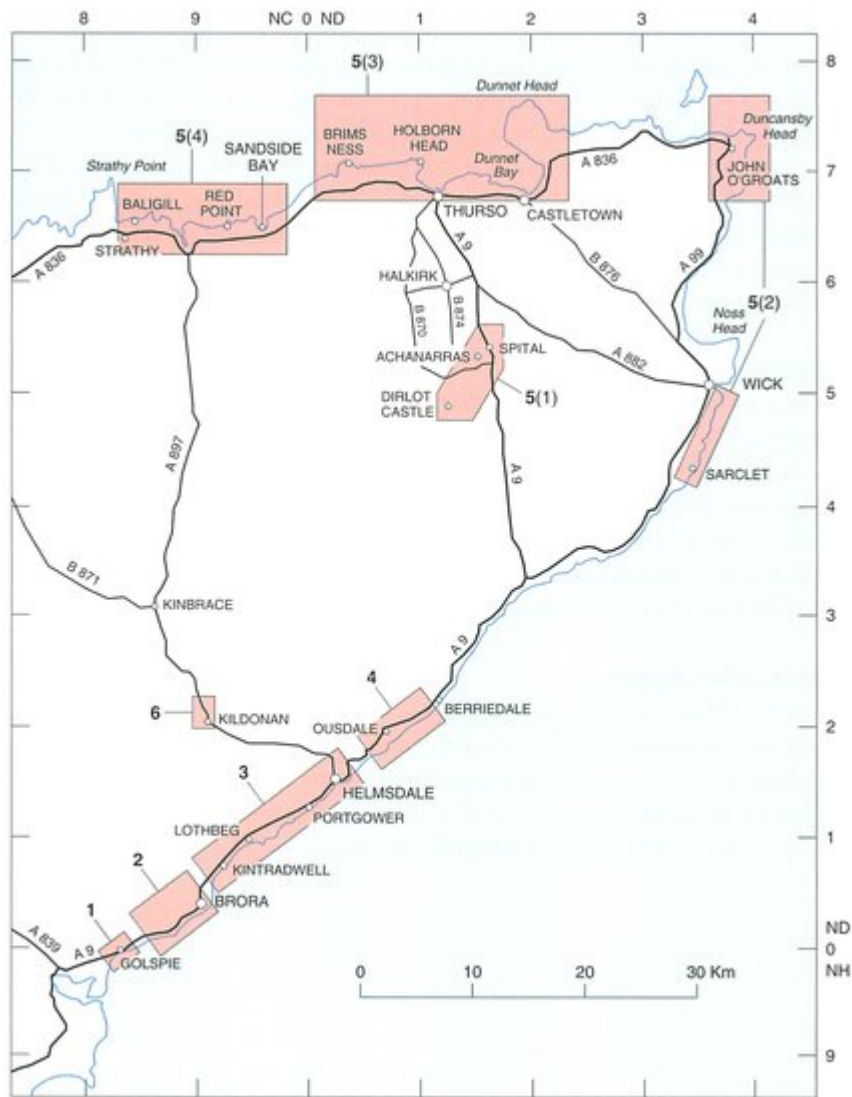 8 9 NC 0 ND 1 2 3 4
8
5(3)
Dunnet Head
5(4)
SANDSIDE
BAY
BRIMS
NESS
HOLBORN
HEAD
Duncansby
Head
Strathy Point
RED
POINT
BALIGILL
Dunnet
Bay
A 836
JOHN
O'GROATS
7
THURSO
CASTLETOWN
STRATHY
A 836
A 9
B 876
A 99
HALKIRK
6
B 870
B 874
5(2)
Noss
Head
ACHANARRAS
SPITAL
A 882
WICK
5
DIRLOT
CASTLE
5(1)
A 897
A 9
SARCLET
4
B 871
KINBRACE
3
A 9
4
6
KILDONAN
BERRIEDALE
OUSDALE
2
3
HELMSDALE
PORTGOWER
LOTHBEG
1
2
KINTRADWELL
BRORA
1
A 839
A 9
GOLSPIE
ND
0
NH
0 10 20 30 Km
9